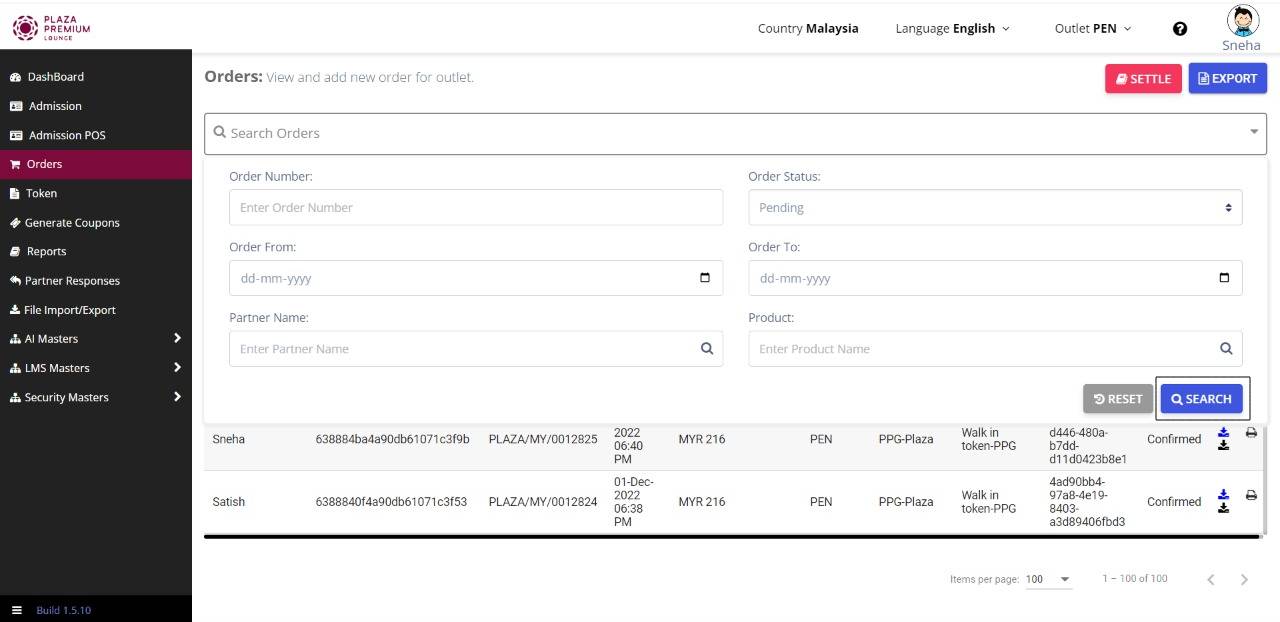 PLAZA
PREMIUM
LOUNGE
Country Malaysia
Language English
Outlet PEN
Sneha
DashBoard
Admission
Admission POS
Orders
Token
Generate Coupons
Reports
Partner Responses
File Import/Export
AI Masters
LMS Masters
Security Masters
Build 1.5.10
Orders: View and add new order for outlet.
SETTLE
EXPORT
Search Orders
Order Number:
Enter Order Number
Order Status:
Pending
Order From:
dd-mm-yyyy
Order To:
dd-mm-yyyy
Partner Name:
Enter Partner Name
Product:
Enter Product Name
RESET
SEARCH
Sneha
638884ba4a90db61071c3f9b
PLAZA/MY/0012825
2022
06:40
PM
MYR 216
PEN
PPG-Plaza
Walk in
token-PPG
d446-480a-
b7dd-
d11d0423b8e1
Confirmed
Satish
6388840f4a90db61071c3f53
PLAZA/MY/0012824
01-Dec-
2022
06:38
PM
MYR 216
PEN
PPG-Plaza
Walk in
token-PPG
4ad90bb4-
97a8-4e19-
8403-
a3d89406fbd3
Confirmed
Items per page: 100
1 – 100 of 100